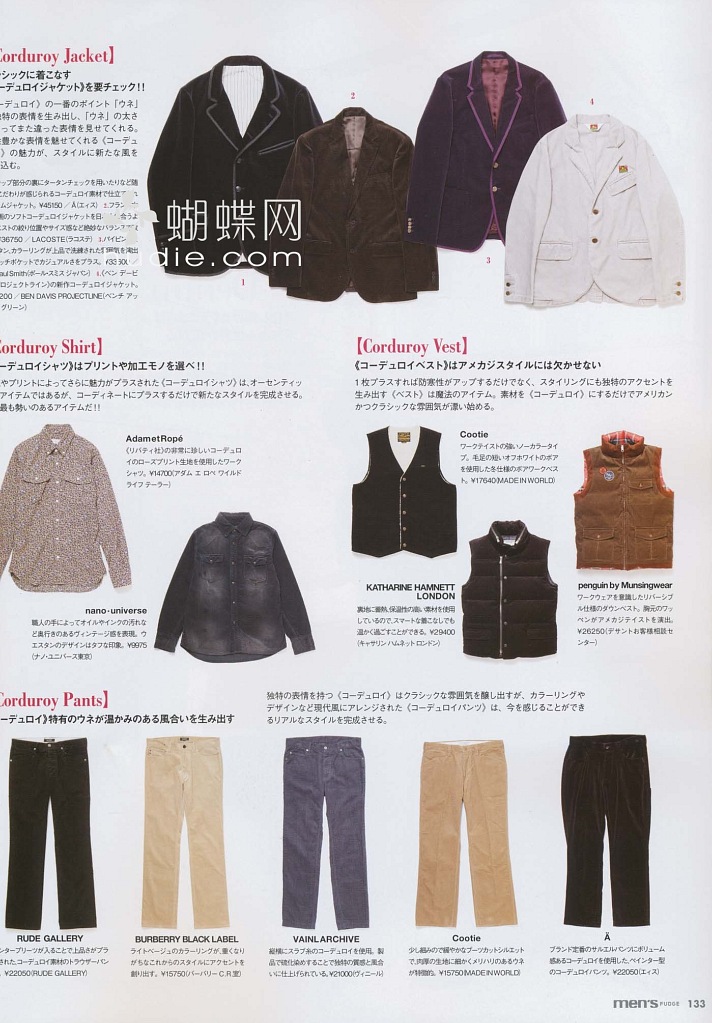 Corduroy Jacket】
シックに着こなす
ーデュロイジャケット》を要チェック!!
ーデュロイ》の一番のポイント「ウネ」
独特の表情を生み出し、「ウネ」の太さ
ってまた違った表情を見せてくれる。
豊かな表情を魅せてくれる《コーデュ
》の魅力が、スタイルに新たな風を
込む。
ップ部分の裏にタータンチェックを用いたりなど随
こだわりが感じられるコーデュロイ素材で仕立て
ムジャケット。¥45150／Ä(エィス) 2.フラン
のソフトコーデュロイジャケットを
ストの絞り位置やサイズ感など絶妙なバランス
¥36750／LACOSTE(ラコステ) 3.パイピン
タン、カラーリングが上品で洗練された雰囲気を演出
ッチポケットでカジュアルさをプラス。¥33
aul Smith(ポール・スミス ジャパン) 4.〈ベン デービ
ロジェクトライン〉の新作コーデュロイジャケット。
200／BEN DAVIS PROJECTLINE(ベンチ アッ
グリーン)
蝴蝶网
udie.com
1
2
3
4
Corduroy Shirt】
ーデュロイシャツ》はプリントや加工モノを選べ!!
やプリントによってさらに魅力がプラスされた《コーデュロイシャツ》は、オーセンティッ
アイテムではあるが、コーディネートにプラスするだけで新たなスタイルを完成させる。
最も勢いのあるアイテムだ!!
AdametRopé
《リバティ社》の非常に珍しいコーデュロ
イのローズプリント生地を使用したワーク
シャツ。¥14700(アダム エ ロペ ワイルド
ライフ テーラー)
nano・universe
職人の手によってオイルやインクの汚れな
ど奥行きのあるヴィンテージ感を表現。ウ
エスタンのデザインはタフな印象。¥9975
(ナノ・ユニバース東京)
【Corduroy Vest】
《コーデュロイベスト》はアメカジスタイルには欠かせない
1枚プラスすれば防寒性がアップするだけでなく、スタイリングにも独特のアクセントを
生み出す《ベスト》は魔法のアイテム。素材を《コーデュロイ》にするだけでアメリカン
かつクラシックな雰囲気が漂い始める。
Cootie
ワークテイストの強いノーカラータイ
プ。毛足の短いオフホワイトのボア
を使用した冬仕様のボアワークベス
ト。¥17640(MADE IN WORLD)
KATHARINE HAMNETT
LONDON
裏地に蓄熱、保温性の高い素材を使用
しているので、スマートな着こなしでも
温かく過ごすことができる。¥29400
(キャサリン ハムネット ロンドン)
penguin by Munsingwear
ワークウェアを意識したリバーシブ
ル仕様のダウンベスト。胸元のワッ
ペンがアメカジテイストを演出。
¥26250(デサントお客様相談セ
ンター)
Corduroy Pants】
ーデュロイ》特有のウネが温かみのある風合いを生み出す
独特の表情を持つ《コーデュロイ》はクラシックな雰囲気を醸し出すが、カラーリングや
デザインなど現代風にアレンジされた《コーデュロイパンツ》は、今を感じることができ
るリアルなスタイルを完成させる。
RUDE GALLERY
ンタープリーツが入ることで上品さがプラ
された、コーデュロイ素材のトラウザーパン
。¥22050(RUDE GALLERY)
BURBERRY BLACK LABEL
ライトベージュのカラーリングが、重くなり
がちなこれからのスタイルにアクセントを
創り出す。¥15750(バーバリー C.R.室)
VAINL ARCHIVE
縦横にスラブ糸のコーデュロイを使用。製
品で硫化染めすることで独特の質感と風合
いに仕上げられている。¥21000(ヴィニール)
Cootie
少し細めので緩やかなブーツカットシルエット
で、肉厚の生地に細かくメリハリのあるウネ
が特徴的。¥15750(MADE IN WORLD)
Ä
ブランド定番のサルエルパンツにボリューム
感あるコーデュロイを使用した、ペインター型
のコーデュロイパンツ。¥22050(エィス)
men's FUDGE 133